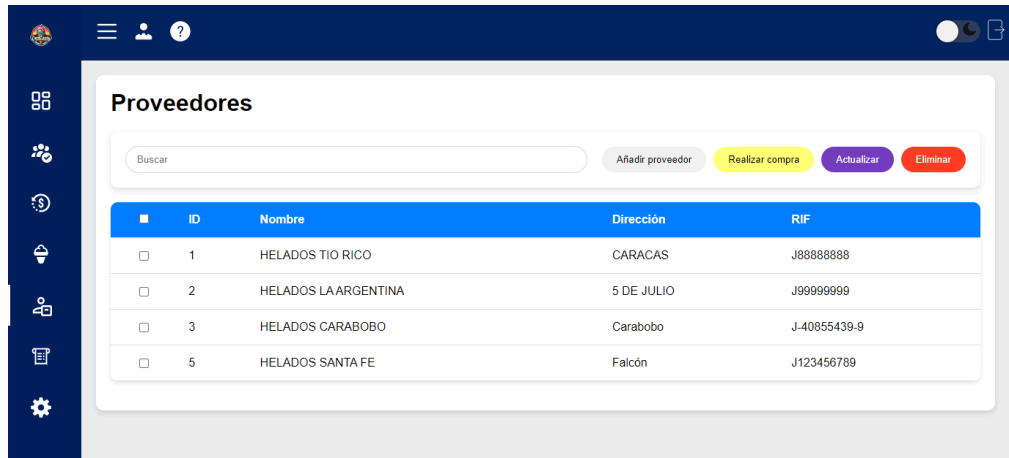 ?
Proveedores
Buscar Añadir proveedor Realizar compra Actualizar Eliminar
ID Nombre Dirección RIF
1 HELADOS TIO RICO CARACAS J88888888
2 HELADOS LA ARGENTINA 5 DE JULIO J99999999
3 HELADOS CARABOBO Carabobo J-40855439-9
5 HELADOS SANTA FE Falcón J123456789